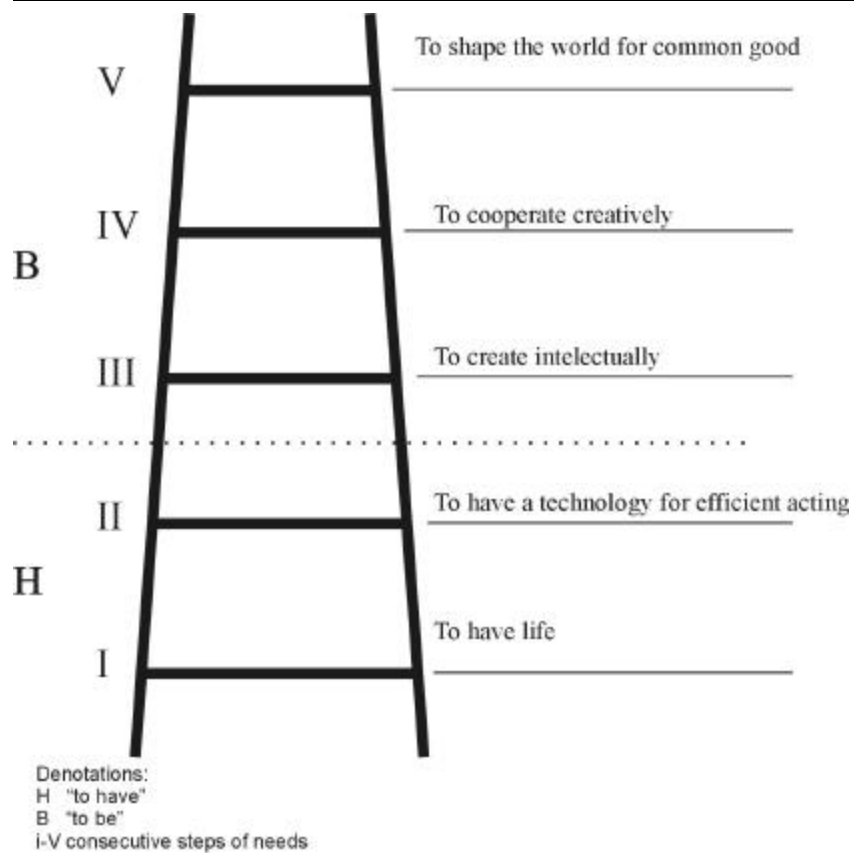 V To shape the world for common good
IV To cooperate creatively
B
III To create intelectually
II To have a technology for efficient acting
H
I To have life
Denotations:
H "to have"
B "to be"
i-V consecutive steps of needs